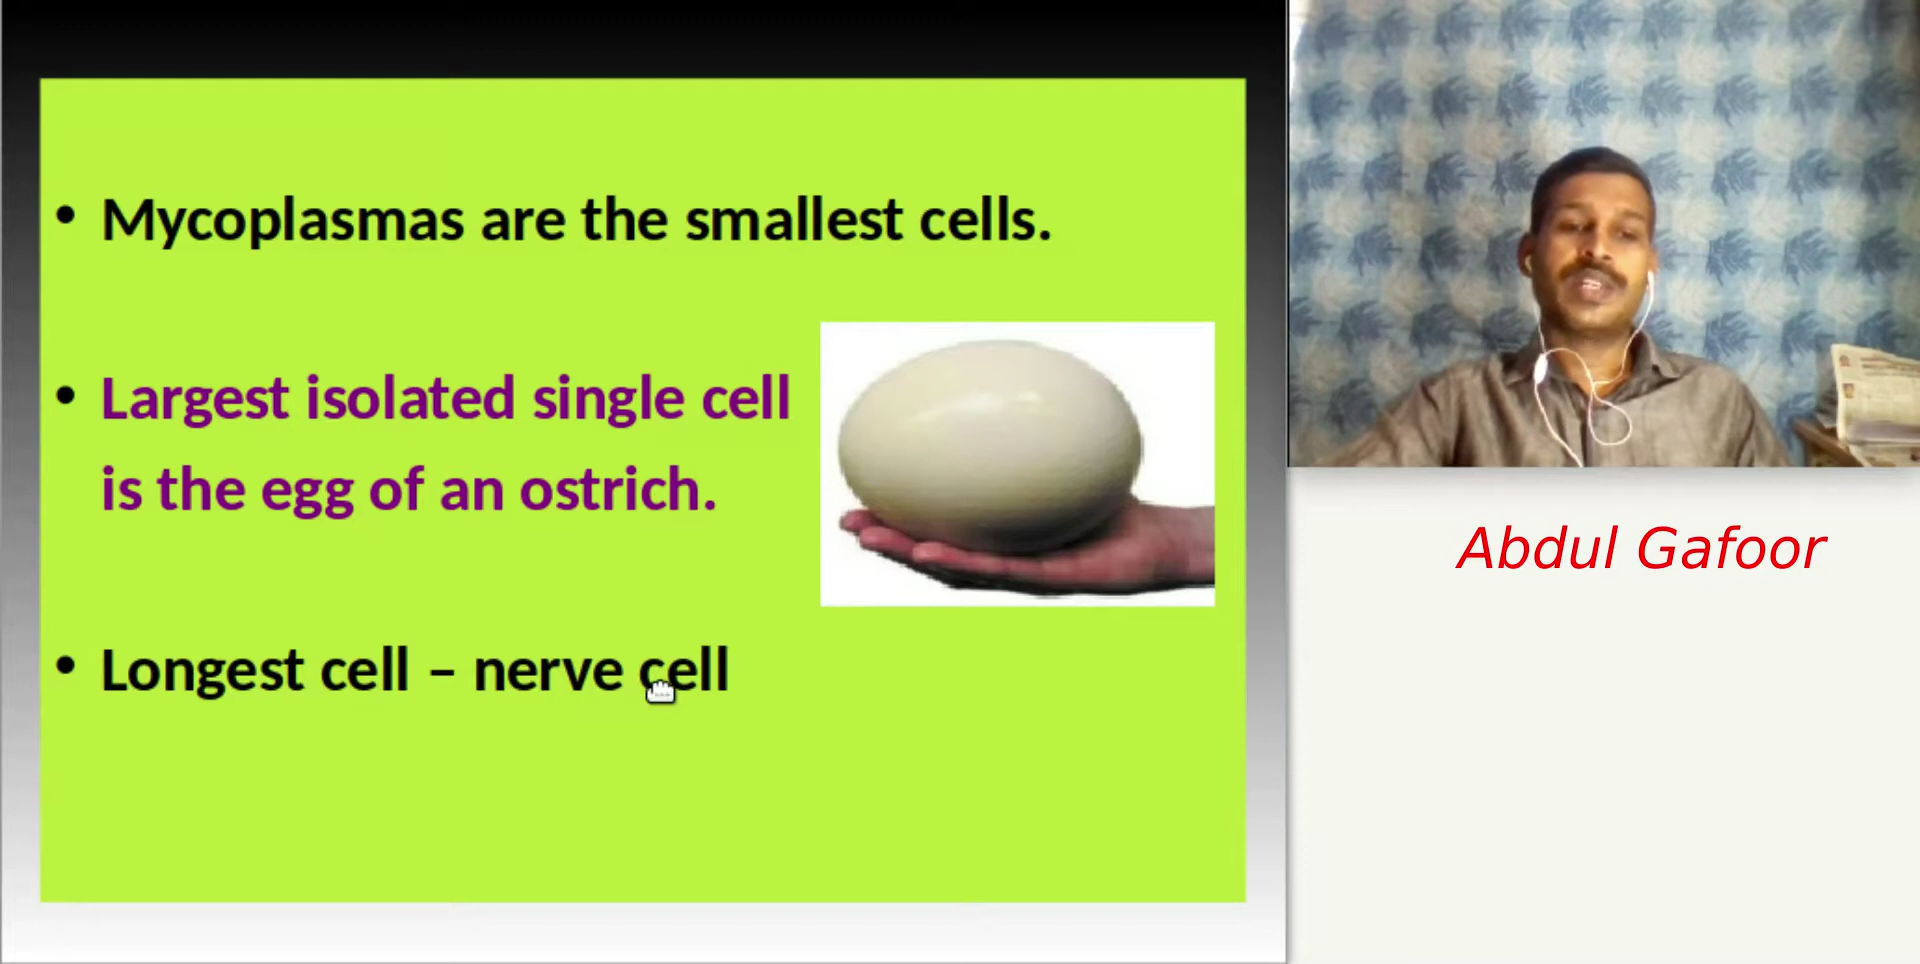 • Mycoplasmas are the smallest cells.
• Largest isolated single cell
is the egg of an ostrich.
• Longest cell – nerve cell
Abdul Gafoor